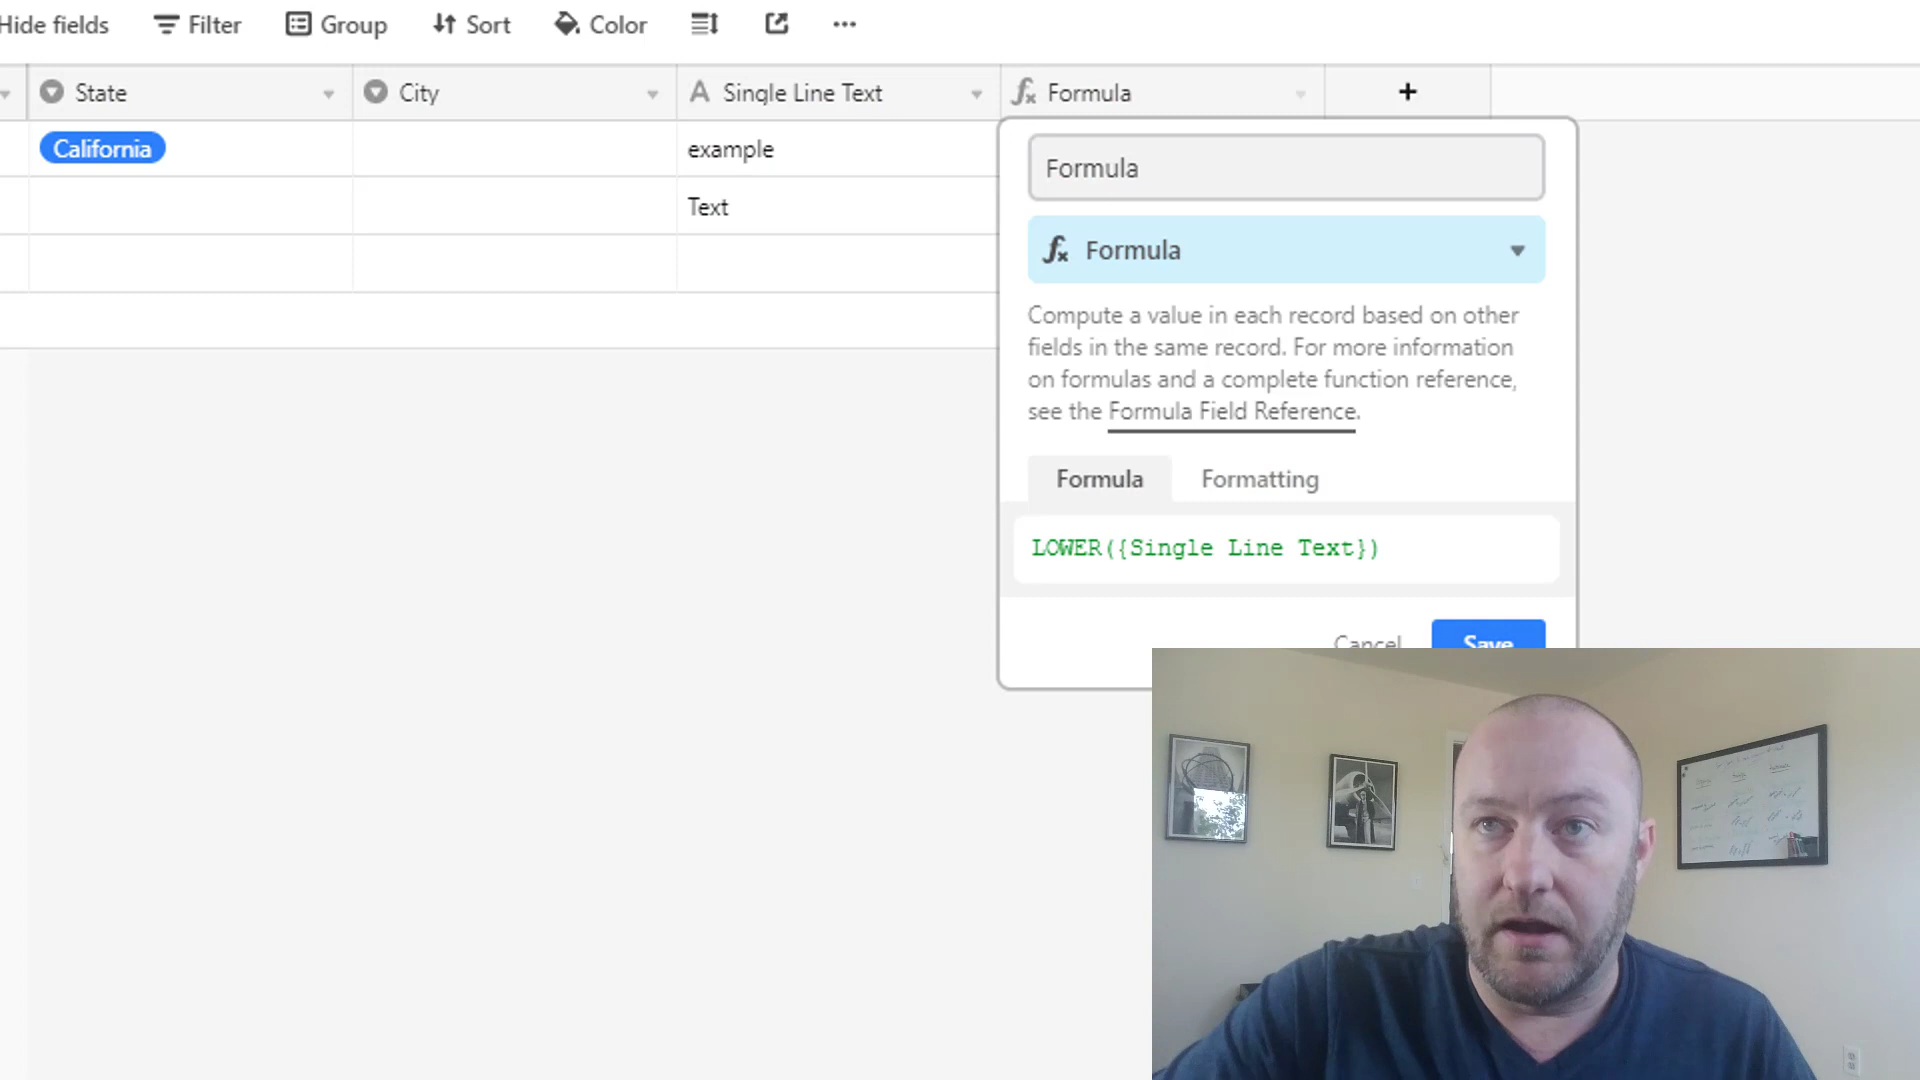 Hide fields Filter Group Sort Color
State City Single Line Text Formula
California example
Text
Formula
Formula
Compute a value in each record based on other
fields in the same record. For more information
on formulas and a complete function reference,
see the Formula Field Reference.
Formula Formatting
LOWER({Single Line Text})
Cancel Save